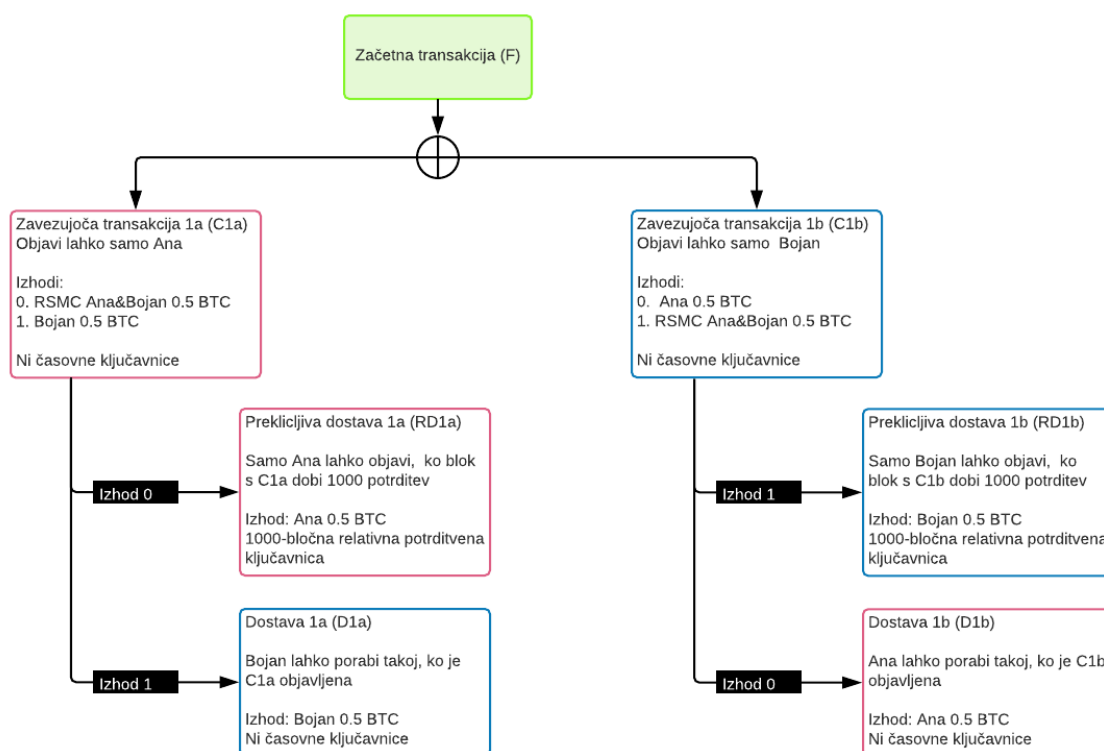 Začetna transakcija (F)
Zavezujoča transakcija 1a (C1a)
Objavi lahko samo Ana
Izhodi:
0. RSMC Ana&Bojan 0.5 BTC
1. Bojan 0.5 BTC
Ni časovne ključavnice
Zavezujoča transakcija 1b (C1b)
Objavi lahko samo Bojan
Izhodi:
0. Ana 0.5 BTC
1. RSMC Ana&Bojan 0.5 BTC
Ni časovne ključavnice
Izhod 0
Preklicljiva dostava 1a (RD1a)
Samo Ana lahko objavi, ko blok
s C1a dobi 1000 potrditev
Izhod: Ana 0.5 BTC
1000-bločna relativna potrditvena
ključavnica
Izhod 1
Preklicljiva dostava 1b (RD1b)
Samo Bojan lahko objavi, ko
blok s C1b dobi 1000 potrditev
Izhod: Bojan 0.5 BTC
1000-bločna relativna potrditvena
ključavnica
Izhod 1
Dostava 1a (D1a)
Bojan lahko porabi takoj, ko je
C1a objavljena
Izhod: Bojan 0.5 BTC
Ni časovne ključavnice
Izhod 0
Dostava 1b (D1b)
Ana lahko porabi takoj, ko je C1b
objavljena
Izhod: Ana 0.5 BTC
Ni časovne ključavnice